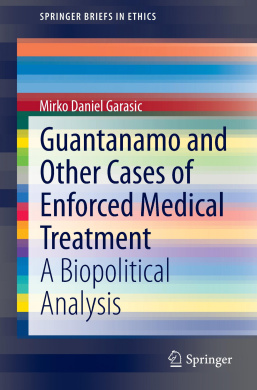 SPRINGER BRIEFS IN ETHICS
Mirko Daniel Garasic
Guantanamo and
Other Cases of
Enforced Medical
Treatment
A Biopolitical
Analysis
Springer